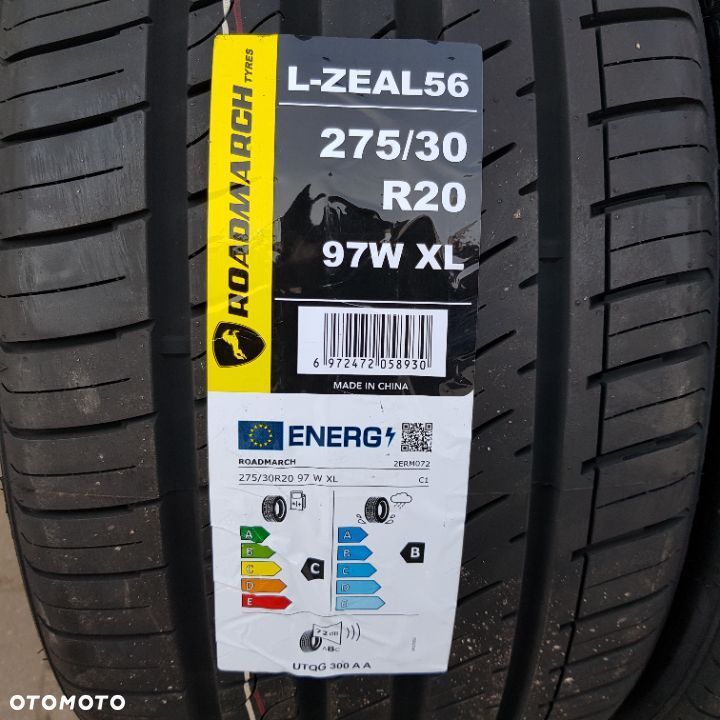 ROADMARCH TYRES
L-ZEAL56
275/30
R20
97W XL
6 972472 058930
MADE IN CHINA
ENERG
ROADMARCH
2ERM072
275/30R20 97 W XL
C1
A
B
C
D
E
C
A
B
C
D
E
B
72 dB
ABC
UTQG 300 A A
OTOMOTO